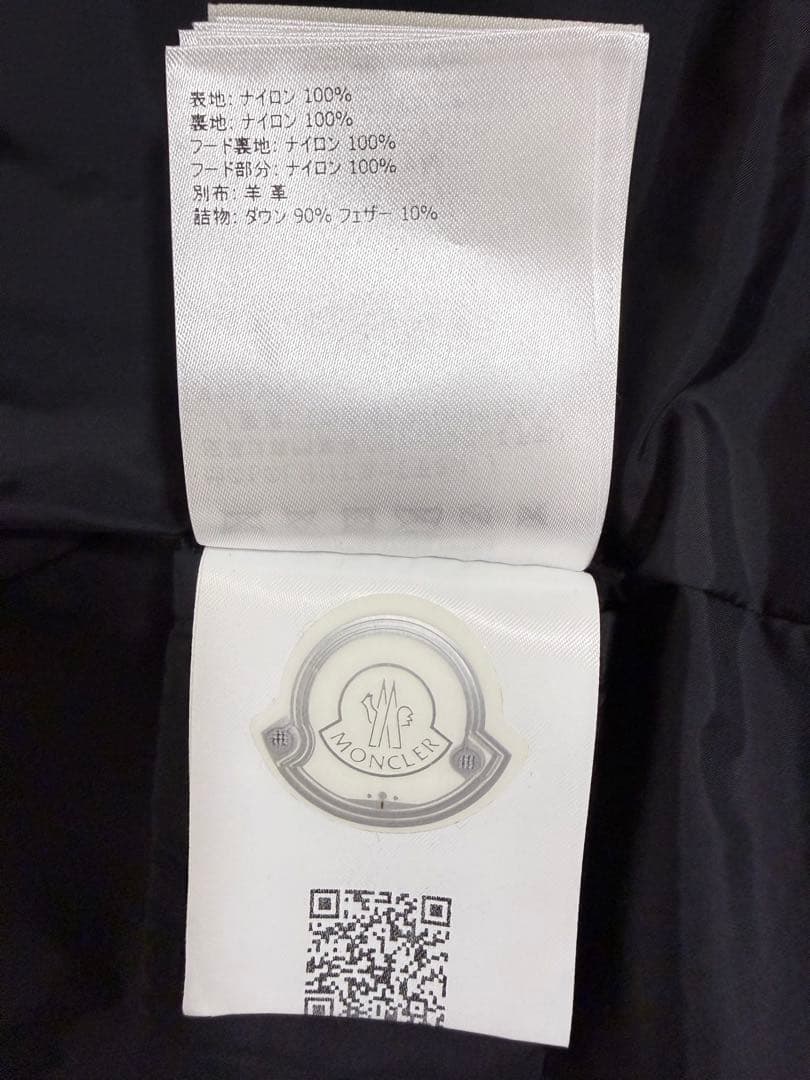 表地: ナイロン 100%
裏地: ナイロン 100%
フード裏地: ナイロン 100%
フード部分: ナイロン 100%
別布: 羊 革
詰物: ダウン 90% フェザー 10%
MONCLER